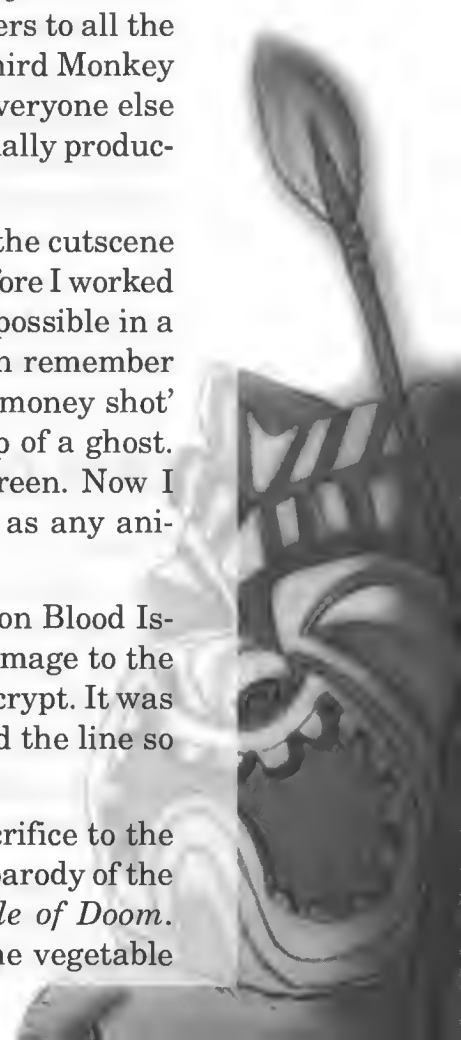 ers to all the
hird Monkey
veryone else
ally produc-
the cutscene
fore I worked
possible in a
n remember
money shot'
p of a ghost.
reen. Now I
as any ani-
on Blood Is-
mage to the
crypt. It was
d the line so
crifice to the
parody of the
le of Doom.
he vegetable